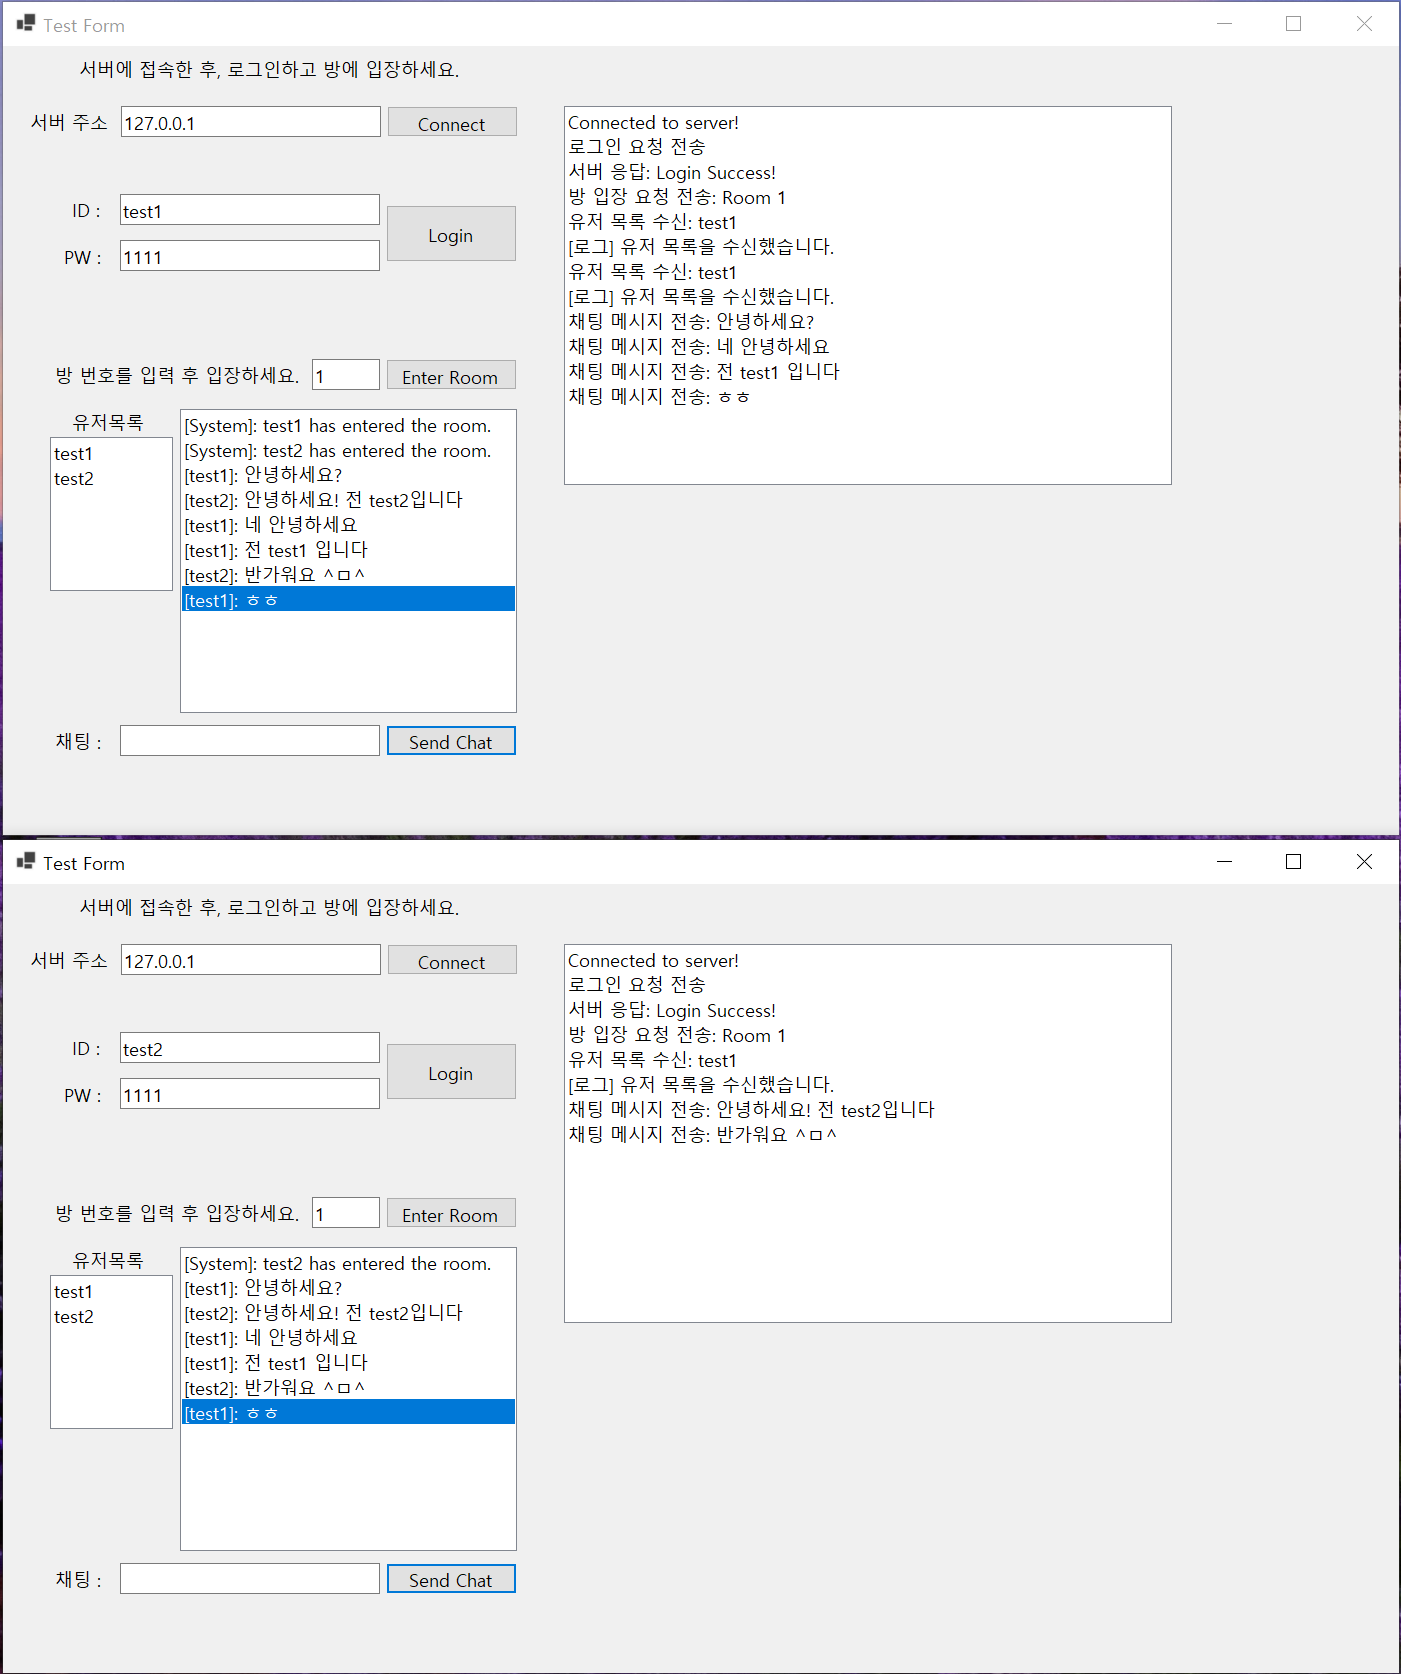 Test Form
서버에 접속한 후, 로그인하고 방에 입장하세요.
서버 주소 127.0.0.1 Connect
ID : test1
PW : 1111
Login
방 번호를 입력 후 입장하세요. 1 Enter Room
유저목록
test1
test2
[System]: test1 has entered the room.
[System]: test2 has entered the room.
[test1]: 안녕하세요?
[test2]: 안녕하세요! 전 test2입니다
[test1]: 네 안녕하세요
[test1]: 전 test1 입니다
[test2]: 반가워요 ^ㅁ^
[test1]: ㅎㅎ
채팅 : Send Chat
Connected to server!
로그인 요청 전송
서버 응답: Login Success!
방 입장 요청 전송: Room 1
유저 목록 수신: test1
[로그] 유저 목록을 수신했습니다.
유저 목록 수신: test1
[로그] 유저 목록을 수신했습니다.
채팅 메시지 전송: 안녕하세요?
채팅 메시지 전송: 네 안녕하세요
채팅 메시지 전송: 전 test1 입니다
채팅 메시지 전송: ㅎㅎ
Test Form
서버에 접속한 후, 로그인하고 방에 입장하세요.
서버 주소 127.0.0.1 Connect
ID : test2
PW : 1111
Login
방 번호를 입력 후 입장하세요. 1 Enter Room
유저목록
test1
test2
[System]: test2 has entered the room.
[test1]: 안녕하세요?
[test2]: 안녕하세요! 전 test2입니다
[test1]: 네 안녕하세요
[test1]: 전 test1 입니다
[test2]: 반가워요 ^ㅁ^
[test1]: ㅎㅎ
채팅 : Send Chat
Connected to server!
로그인 요청 전송
서버 응답: Login Success!
방 입장 요청 전송: Room 1
유저 목록 수신: test1
[로그] 유저 목록을 수신했습니다.
채팅 메시지 전송: 안녕하세요! 전 test2입니다
채팅 메시지 전송: 반가워요 ^ㅁ^